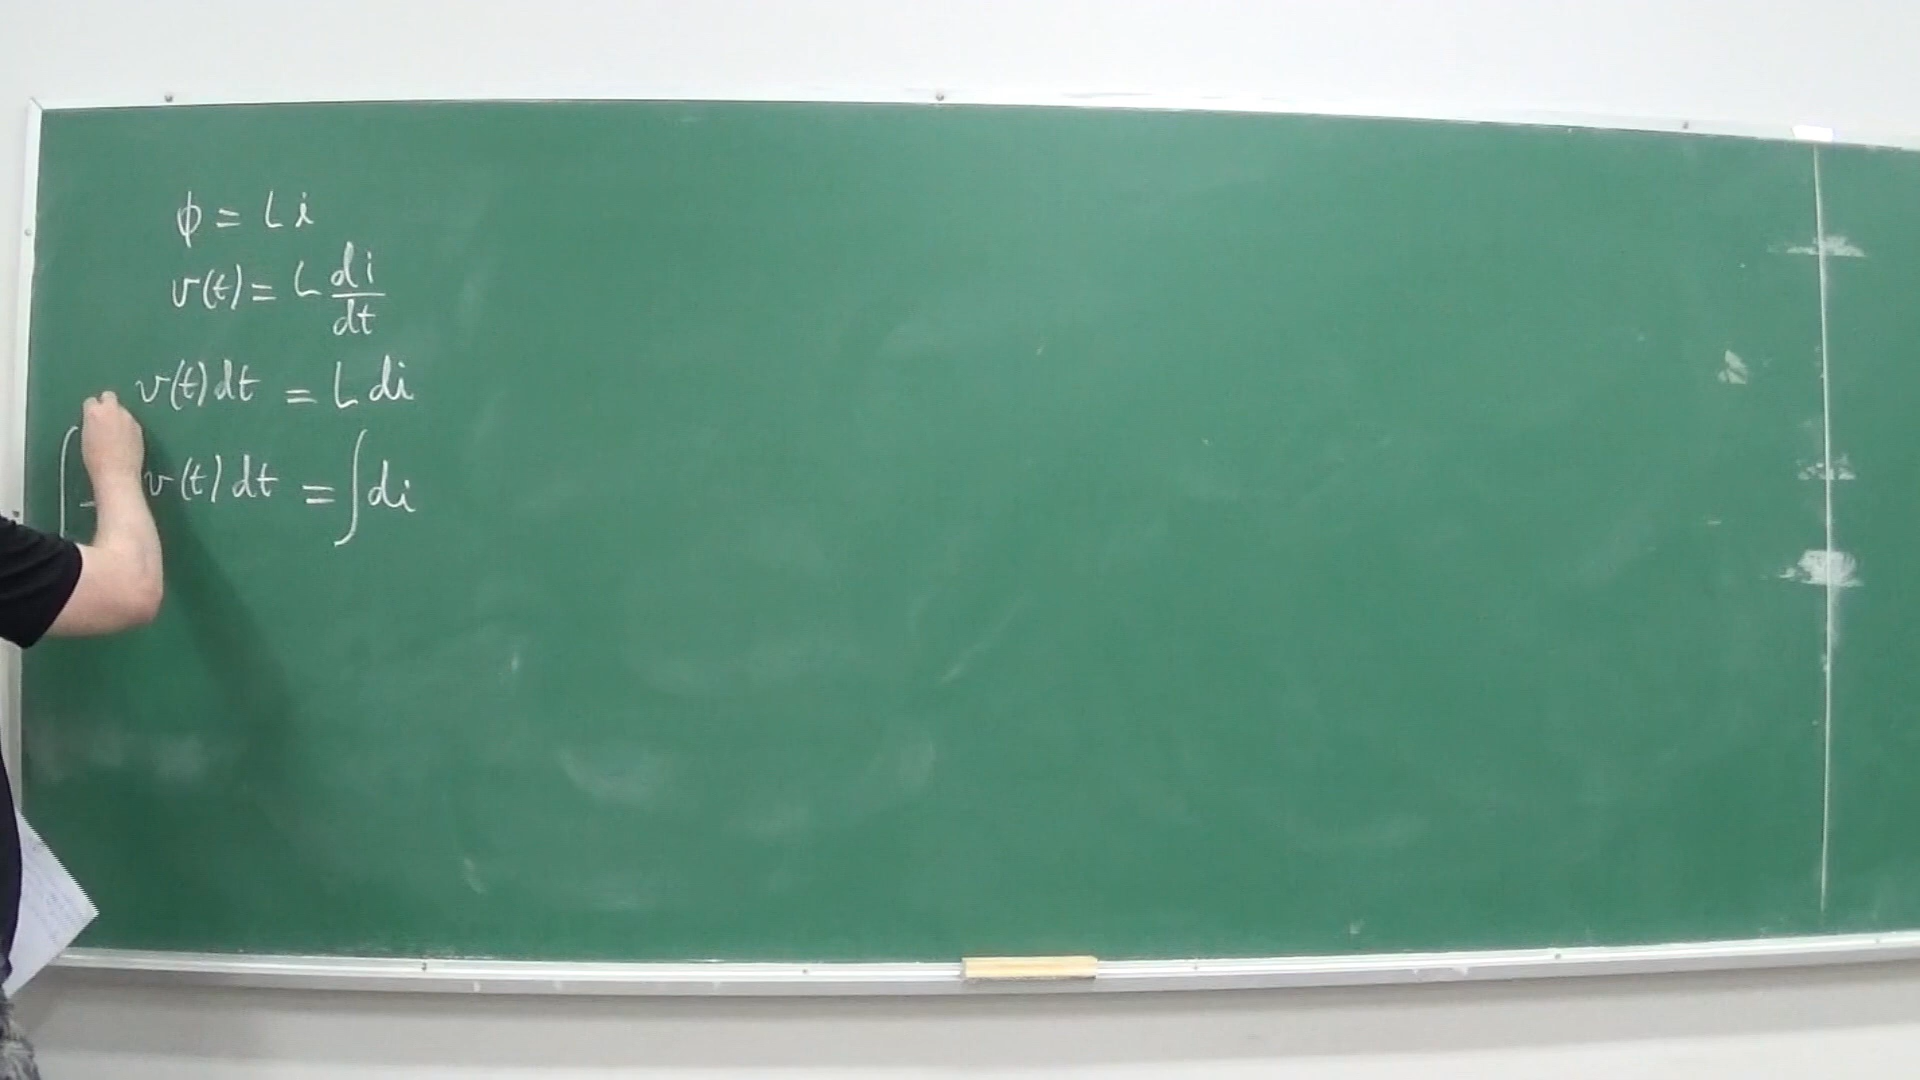 ϕ = L i
v(t) = L di/dt
v(t) dt = L di
∫ v(t) dt = ∫ di